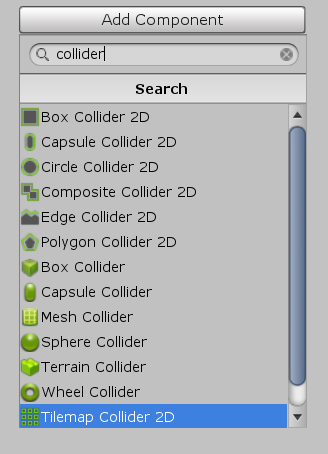 Add Component
collider
Search
Box Collider 2D
Capsule Collider 2D
Circle Collider 2D
Composite Collider 2D
Edge Collider 2D
Polygon Collider 2D
Box Collider
Capsule Collider
Mesh Collider
Sphere Collider
Terrain Collider
Wheel Collider
Tilemap Collider 2D